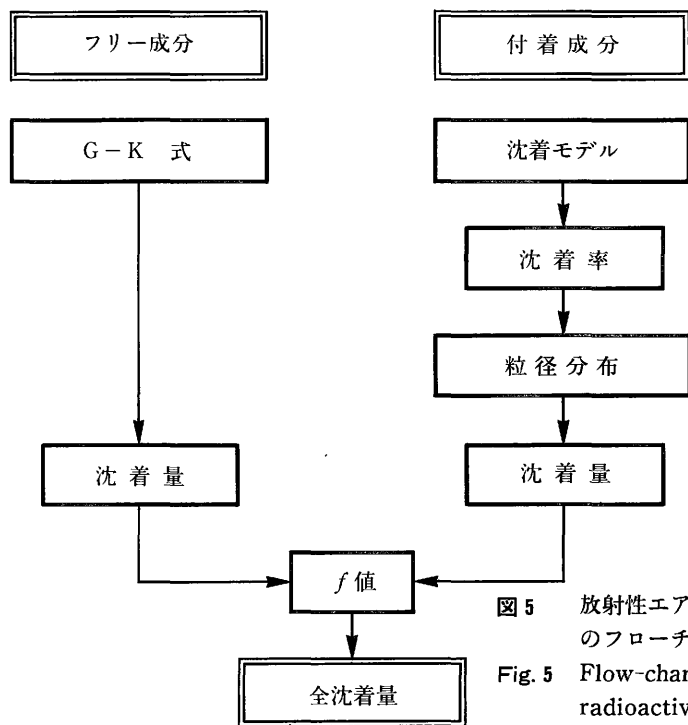 フリー成分
付着成分
G-K 式
沈着モデル
沈着率
粒径分布
沈着量
沈着量
f値
全沈着量
図5 放射性エア
のフローチ
Fig. 5 Flow-char
radioactiv